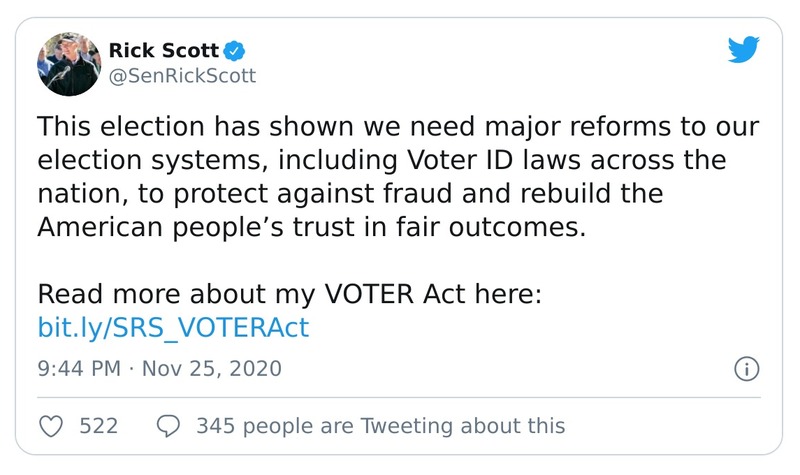 Rick Scott
@SenRickScott
This election has shown we need major reforms to our
election systems, including Voter ID laws across the
nation, to protect against fraud and rebuild the
American people’s trust in fair outcomes.
Read more about my VOTER Act here:
bit.ly/SRS_VOTERAct
9:44 PM · Nov 25, 2020
522 345 people are Tweeting about this